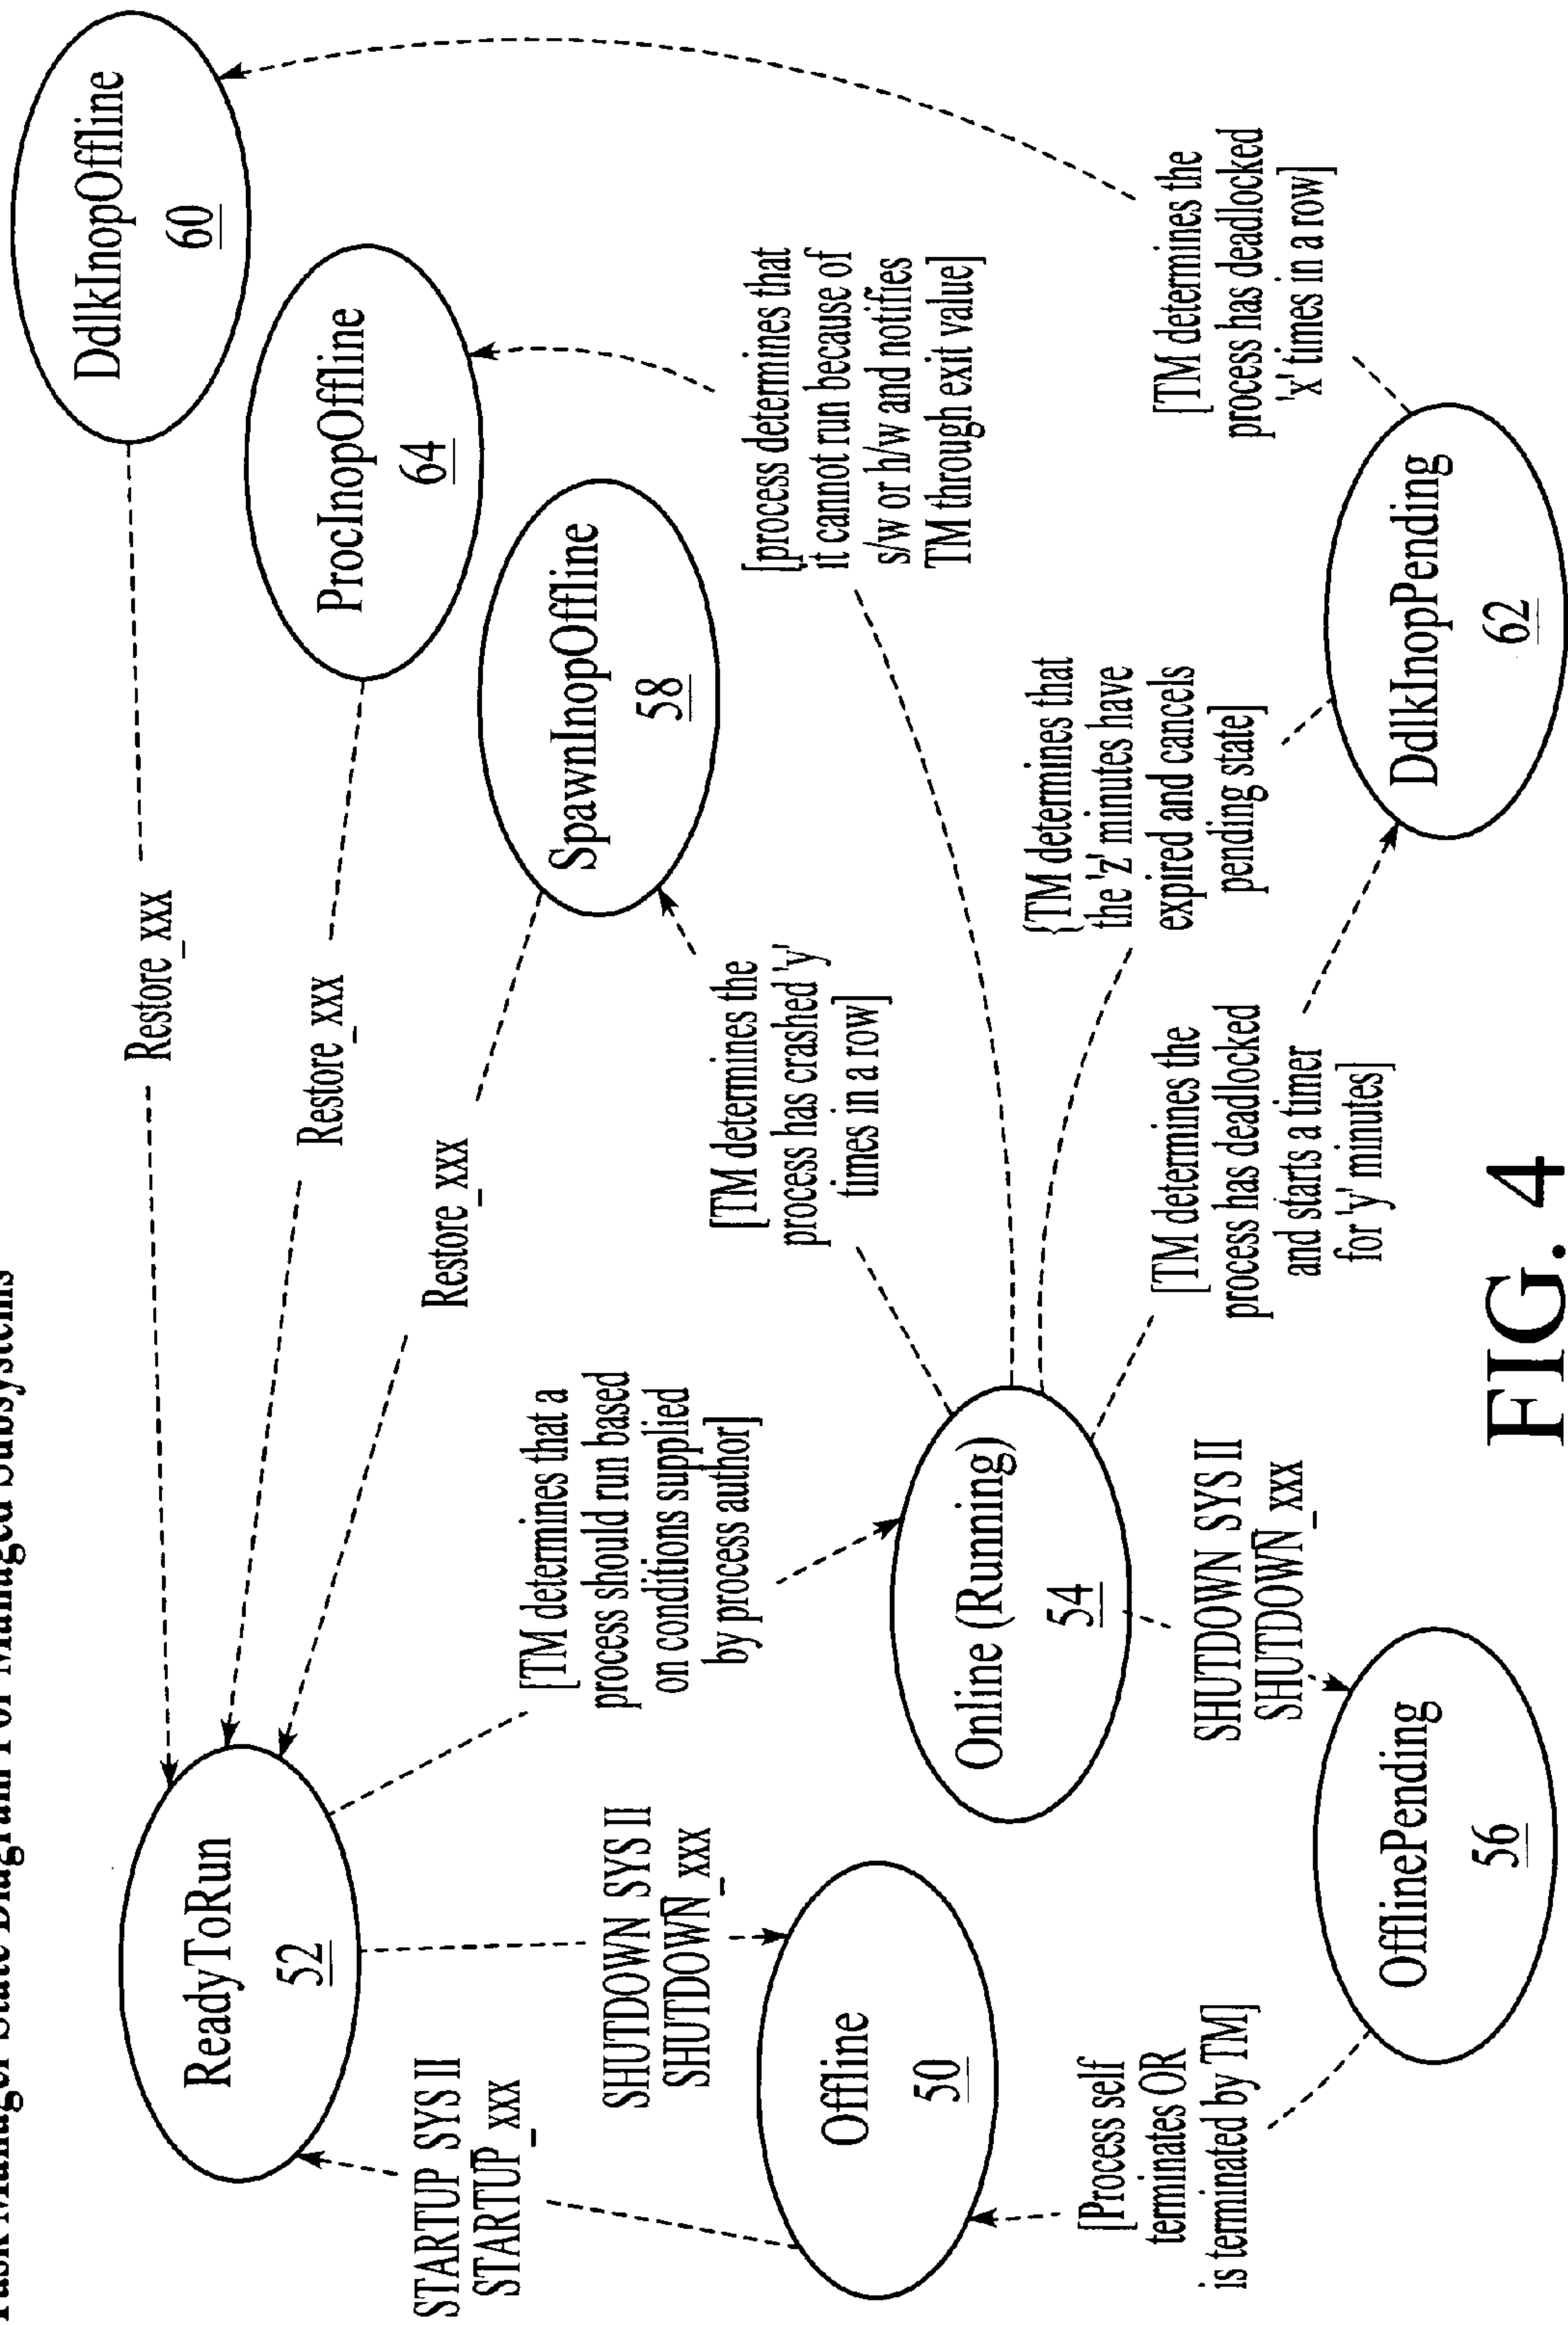 Task Manager State Diagram For Managed Subsystems
DdlkInopOffline
60
ProcInopOffline
64
SpawnInopOffline
58
ReadyToRun
52
Restore_xxx
Restore_xxx
Restore_xxx
[process determines that
it cannot run because of
s/w or h/w and notifies
TM through exit value]
[TM determines the
process has crashed 'y'
times in a row]
[TM determines that a
process should run based
on conditions supplied
by process author]
STARTUP_SYS II
STARTUP_xxx
SHUTDOWN_SYS II
SHUTDOWN_xxx
Offline
50
Online (Running)
54
{TM determines that
the 'z' minutes have
expired and cancels
pending state]
[TM determines the
process has deadlocked
'x' times in a row]
[TM determines the
process has deadlocked
and starts a timer
for 'y' minutes]
SHUTDOWN_SYS II
SHUTDOWN_xxx
[Process self
terminates OR
is terminated by TM]
OfflinePending
56
DdlkInopPending
62
FIG. 4